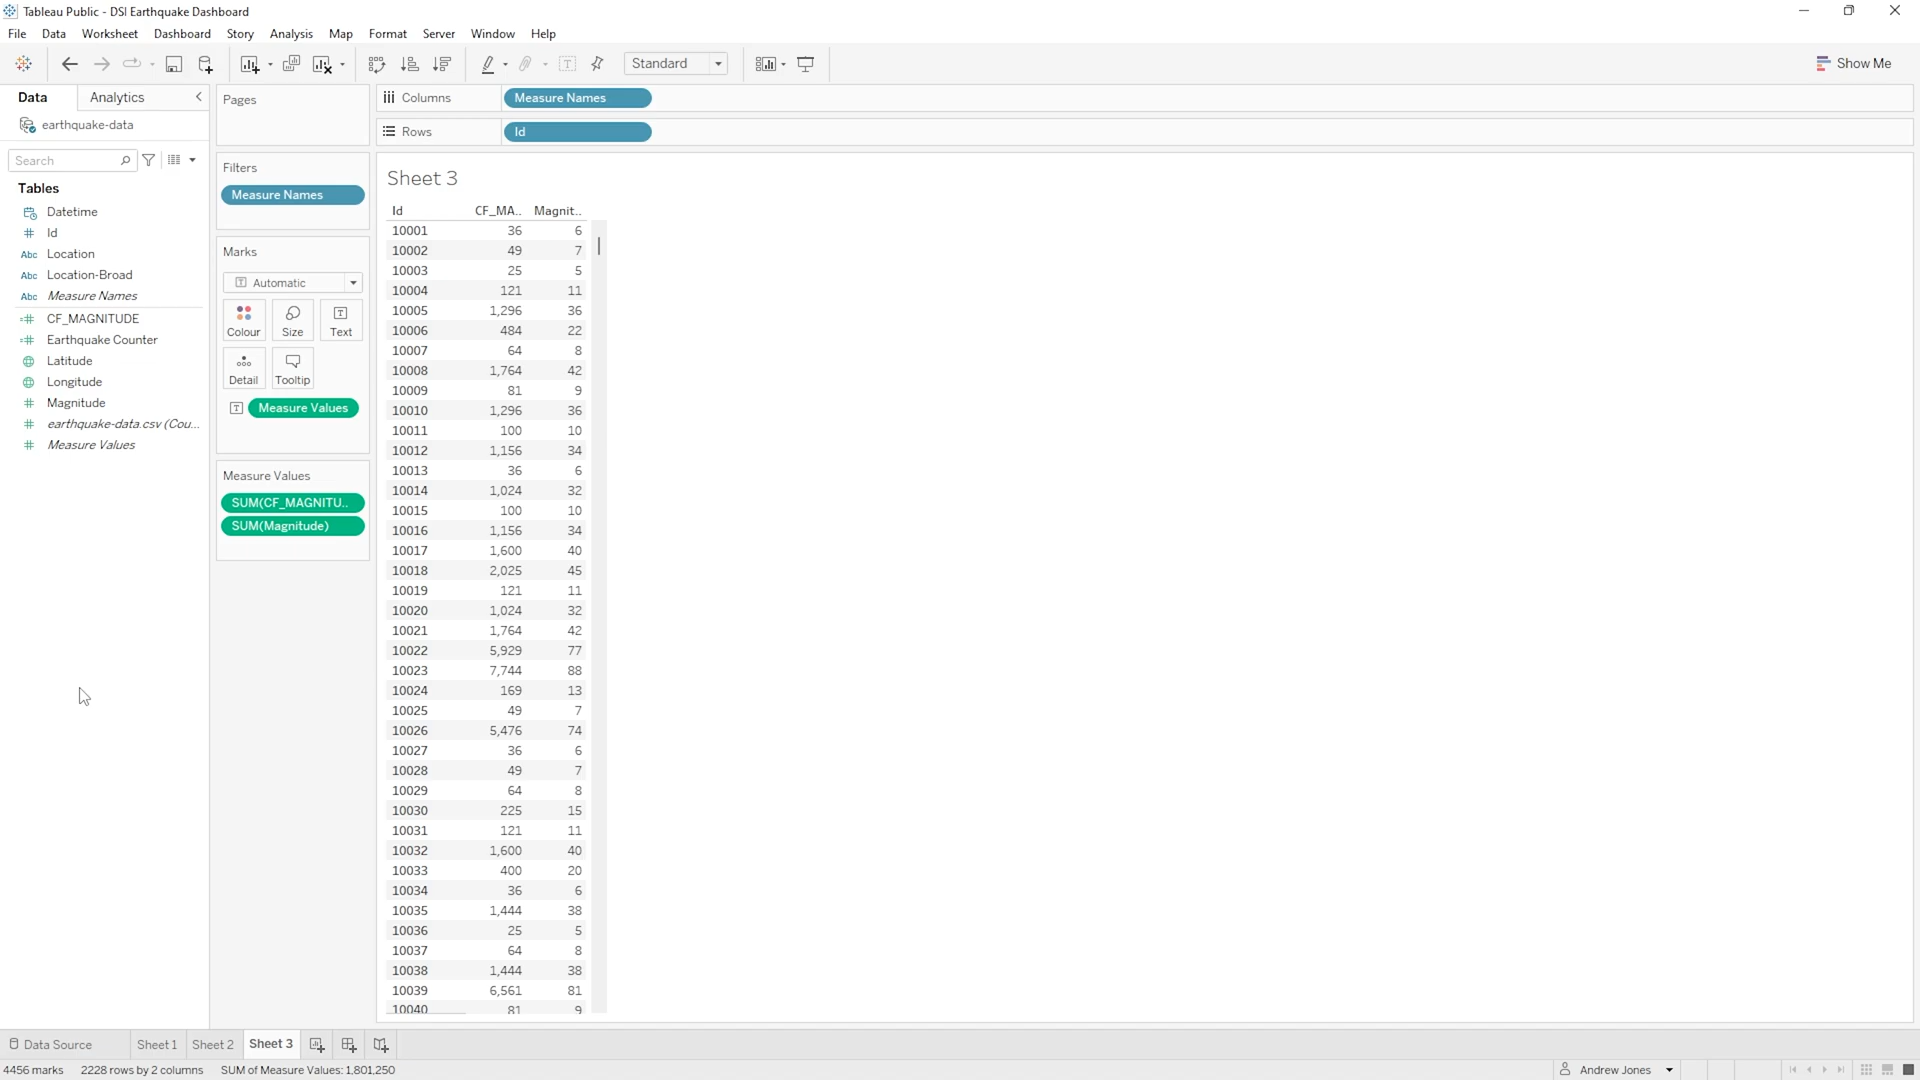 Tableau Public - DSI Earthquake Dashboard
File Data Worksheet Dashboard Story Analysis Map Format Server Window Help
Standard
Show Me
Data Analytics
earthquake-data
Search
Tables
Datetime
# Id
Abc Location
Abc Location-Broad
Abc Measure Names
=# CF_MAGNITUDE
=# Earthquake Counter
Latitude
Longitude
# Magnitude
# earthquake-data.csv (Cou...
# Measure Values
Pages
Filters
Measure Names
Marks
T Automatic
Colour Size Text
Detail Tooltip
T Measure Values
Measure Values
SUM(CF_MAGNITU..
SUM(Magnitude)
Columns Measure Names
Rows Id
Sheet 3
Id CF_MA.. Magnit..
10001 36 6
10002 49 7
10003 25 5
10004 121 11
10005 1,296 36
10006 484 22
10007 64 8
10008 1,764 42
10009 81 9
10010 1,296 36
10011 100 10
10012 1,156 34
10013 36 6
10014 1,024 32
10015 100 10
10016 1,156 34
10017 1,600 40
10018 2,025 45
10019 121 11
10020 1,024 32
10021 1,764 42
10022 5,929 77
10023 7,744 88
10024 169 13
10025 49 7
10026 5,476 74
10027 36 6
10028 49 7
10029 64 8
10030 225 15
10031 121 11
10032 1,600 40
10033 400 20
10034 36 6
10035 1,444 38
10036 25 5
10037 64 8
10038 1,444 38
10039 6,561 81
10040 81 9
Data Source Sheet 1 Sheet 2 Sheet 3
4456 marks 2228 rows by 2 columns SUM of Measure Values: 1,801,250
Andrew Jones